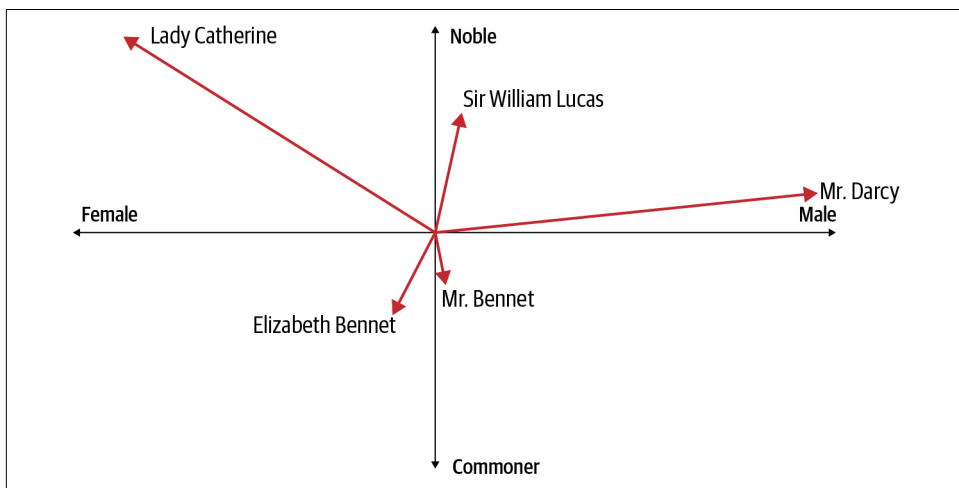 Lady Catherine
Noble
Sir William Lucas
Mr. Darcy
Female
Male
Mr. Bennet
Elizabeth Bennet
Commoner